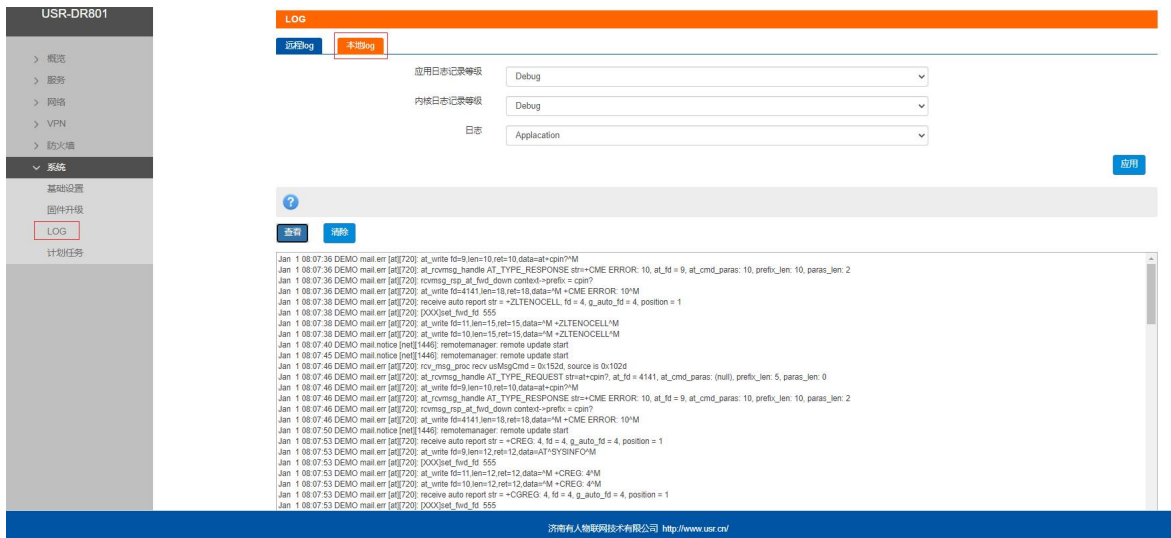 USR-DR801
概览
服务
网络
VPN
防火墙
系统
基础设置
固件升级
LOG
计划任务
LOG
远程log 本地log
应用日志记录等级 Debug
内核日志记录等级 Debug
日志 Applacation
应用
查看 清除
Jan 1 08:07:36 DEMO mail.err [at][720]: at_write fd=9,len=10,ret=10,data=at+cpin?^M
Jan 1 08:07:36 DEMO mail.err [at][720]: at_rcvmsg_handle AT_TYPE_RESPONSE str=+CME ERROR: 10, at_fd = 9, at_cmd_paras: 10, prefix_len: 10, paras_len: 2
Jan 1 08:07:36 DEMO mail.err [at][720]: rcvmsg_rsp_at_fwd_down context->prefix = cpin?
Jan 1 08:07:36 DEMO mail.err [at][720]: at_write fd=4141,len=18,ret=18,data=^M +CME ERROR: 10^M
Jan 1 08:07:38 DEMO mail.err [at][720]: receive auto report str = +ZLTENOCELL, fd = 4, g_auto_fd = 4, position = 1
Jan 1 08:07:38 DEMO mail.err [at][720]: [XXX]set_fwd_fd 555
Jan 1 08:07:38 DEMO mail.err [at][720]: at_write fd=11,len=15,ret=15,data=^M +ZLTENOCELL^M
Jan 1 08:07:38 DEMO mail.err [at][720]: at_write fd=10,len=15,ret=15,data=^M +ZLTENOCELL^M
Jan 1 08:07:40 DEMO mail.notice [net][1446]: remotemanager: remote update start
Jan 1 08:07:45 DEMO mail.notice [net][1446]: remotemanager: remote update start
Jan 1 08:07:46 DEMO mail.err [at][720]: rcv_msg_proc recv usMsgCmd = 0x152d, source is 0x102d
Jan 1 08:07:46 DEMO mail.err [at][720]: at_rcvmsg_handle AT_TYPE_REQUEST str=at+cpin?, at_fd = 4141, at_cmd_paras: (null), prefix_len: 5, paras_len: 0
Jan 1 08:07:46 DEMO mail.err [at][720]: at_write fd=9,len=10,ret=10,data=at+cpin?^M
Jan 1 08:07:46 DEMO mail.err [at][720]: at_rcvmsg_handle AT_TYPE_RESPONSE str=+CME ERROR: 10, at_fd = 9, at_cmd_paras: 10, prefix_len: 10, paras_len: 2
Jan 1 08:07:46 DEMO mail.err [at][720]: rcvmsg_rsp_at_fwd_down context->prefix = cpin?
Jan 1 08:07:46 DEMO mail.err [at][720]: at_write fd=4141,len=18,ret=18,data=^M +CME ERROR: 10^M
Jan 1 08:07:50 DEMO mail.notice [net][1446]: remotemanager: remote update start
Jan 1 08:07:53 DEMO mail.err [at][720]: receive auto report str = +CREG: 4, fd = 4, g_auto_fd = 4, position = 1
Jan 1 08:07:53 DEMO mail.err [at][720]: at_write fd=9,len=12,ret=12,data=AT^SYSINFO^M
Jan 1 08:07:53 DEMO mail.err [at][720]: [XXX]set_fwd_fd 555
Jan 1 08:07:53 DEMO mail.err [at][720]: at_write fd=11,len=12,ret=12,data=^M +CREG: 4^M
Jan 1 08:07:53 DEMO mail.err [at][720]: at_write fd=10,len=12,ret=12,data=^M +CREG: 4^M
Jan 1 08:07:53 DEMO mail.err [at][720]: receive auto report str = +CGREG: 4, fd = 4, g_auto_fd = 4, position = 1
Jan 1 08:07:53 DEMO mail.err [at][720]: [XXX]set_fwd_fd 555
济南有人物联网技术有限公司 http://www.usr.cn/